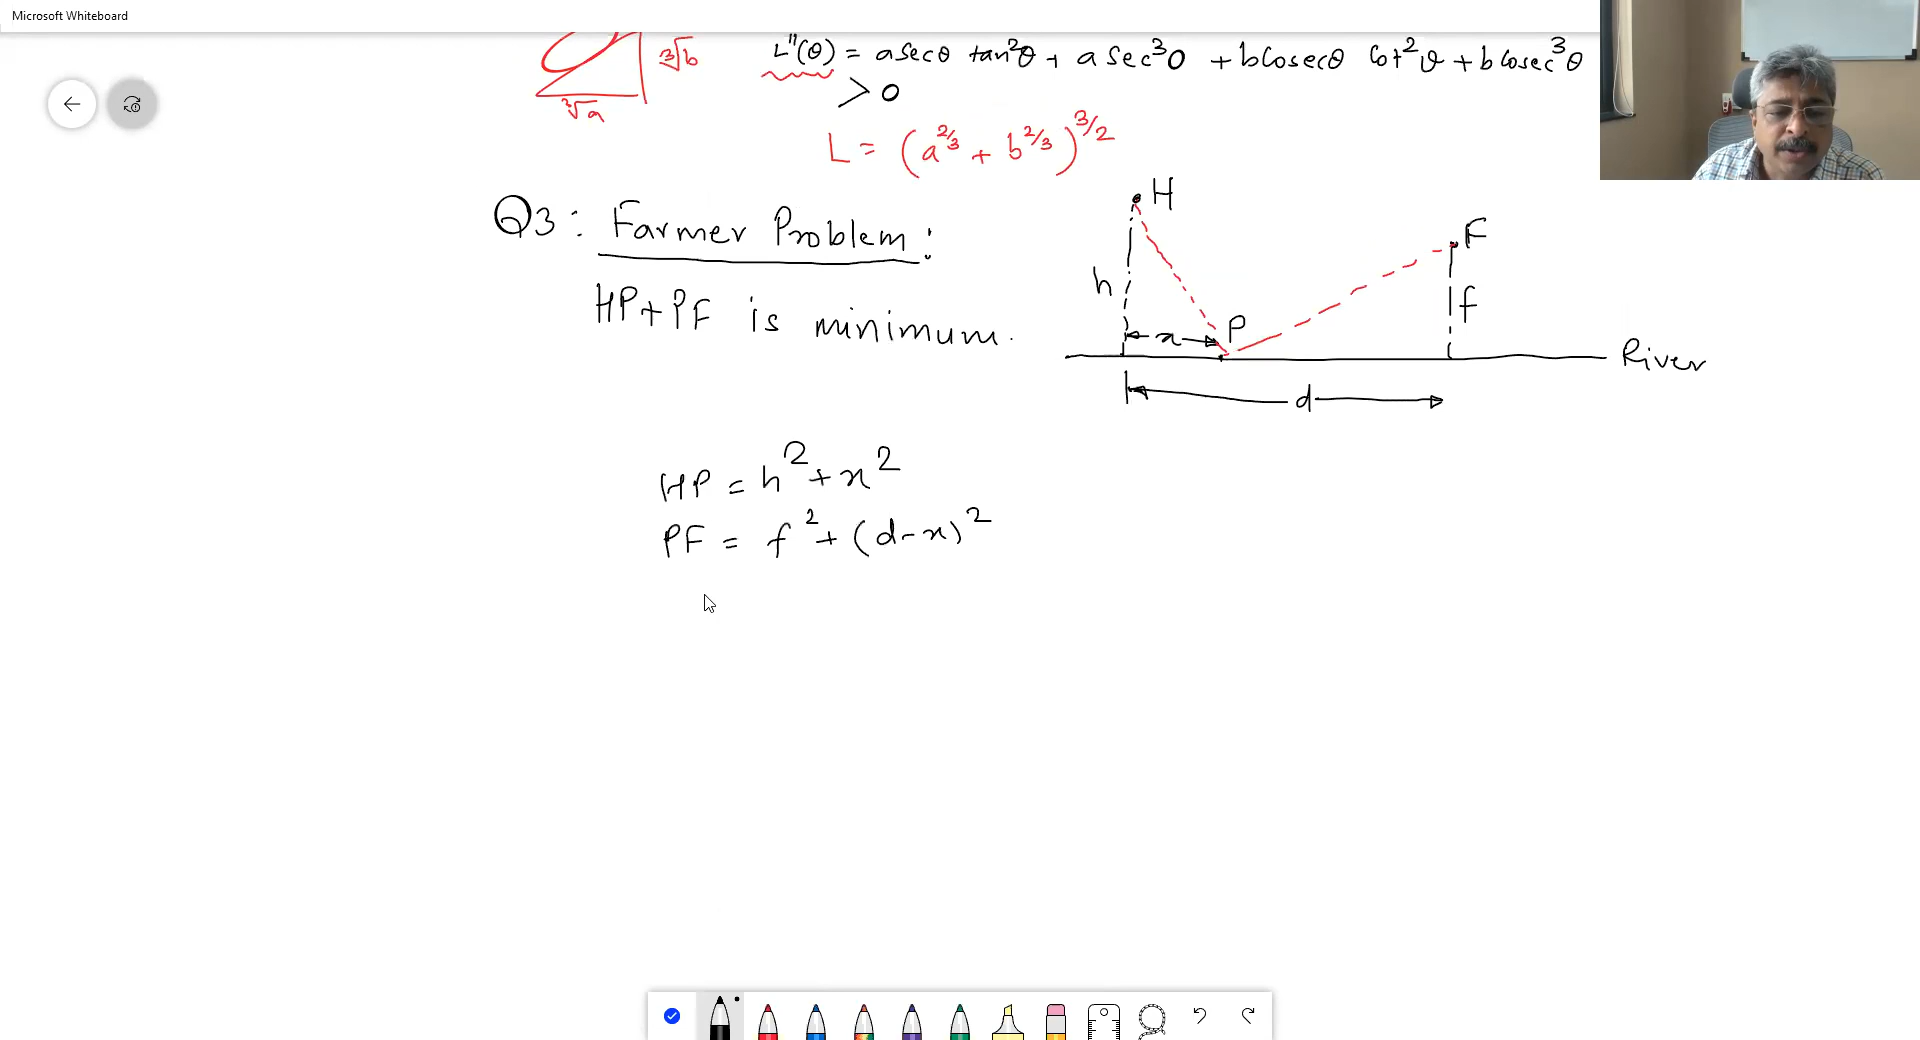 Microsoft Whiteboard
∛b
∛a
L''(θ) = a secθ tan²θ + a sec³θ + b cosecθ cot²θ + b cosec³θ
> 0
L = (a^2/3 + b^2/3)^3/2
Q3: Farmer Problem:
HP+PF is minimum.
H
F
h
f
x
P
River
d
HP = h² + x²
PF = f² + (d-x)²